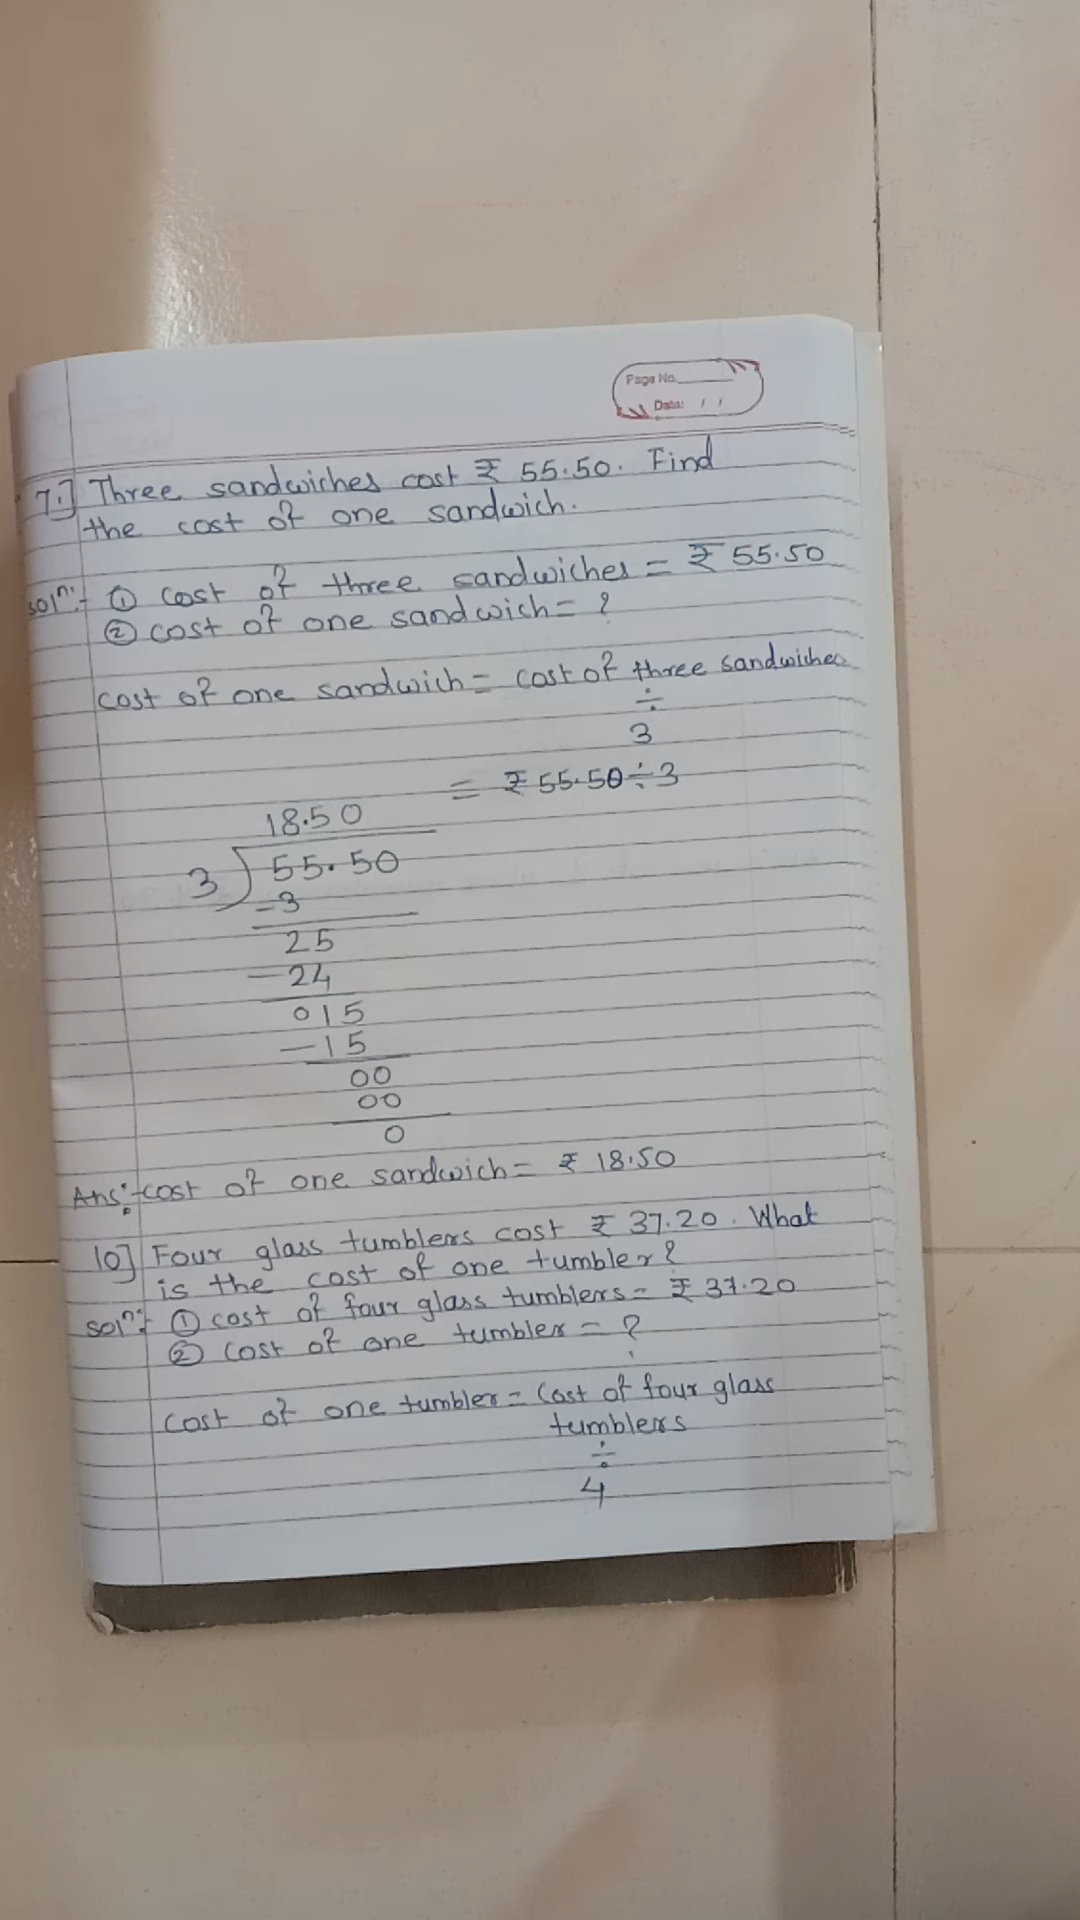 Page No.
Date: / /
7.] Three sandwiches cost ₹ 55.50. Find
the cost of one sandwich.
Solⁿ:- ① cost of three sandwiches = ₹ 55.50
② cost of one sandwich = ?
cost of one sandwich = cost of three sandwiches
÷
3
= ₹ 55.50 ÷ 3
18.50
3 ) 55.50
-3
25
-24
015
-15
00
00
0
Ans:- cost of one sandwich = ₹ 18.50
10] Four glass tumblers cost ₹ 37.20. What
is the cost of one tumbler?
Solⁿ:- ① cost of four glass tumblers = ₹ 37.20
② cost of one tumbler = ?
cost of one tumbler = cost of four glass
tumblers
÷
4